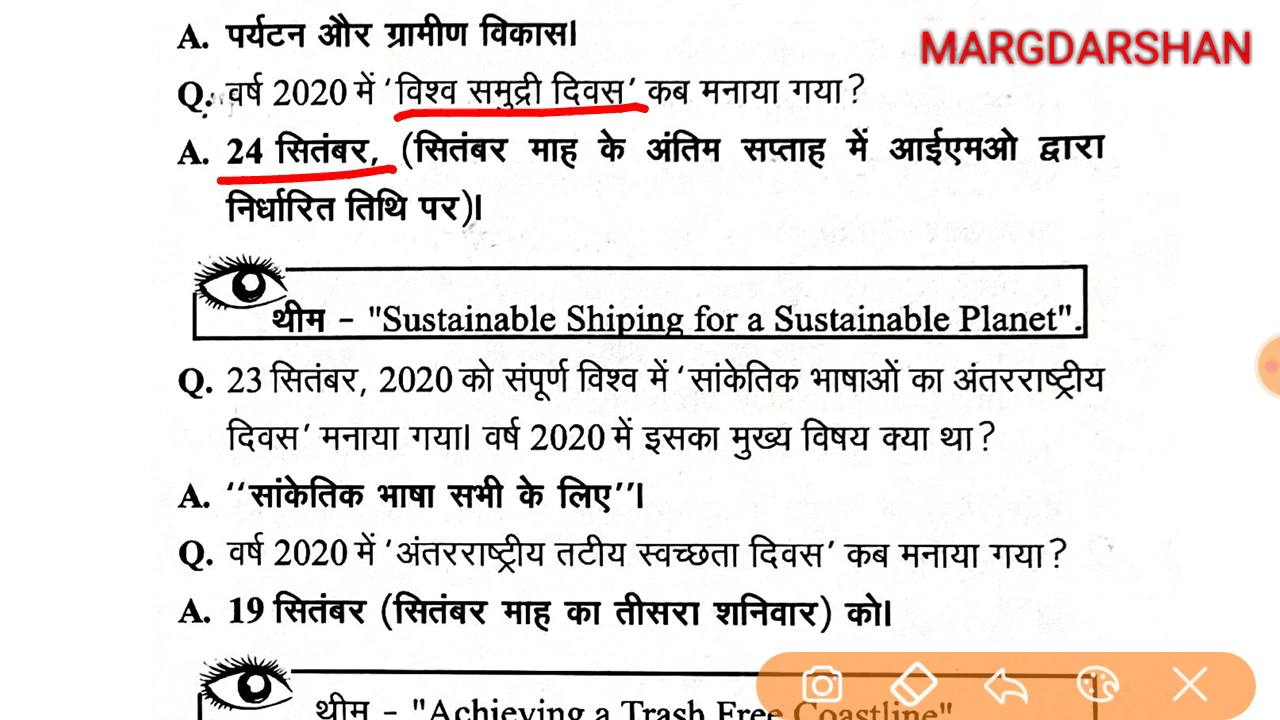 A. पर्यटन और ग्रामीण विकास।
MARGDARSHAN
Q. वर्ष 2020 में 'विश्व समुद्री दिवस' कब मनाया गया?
A. 24 सितंबर, (सितंबर माह के अंतिम सप्ताह में आईएमओ द्वारा
निर्धारित तिथि पर)।
थीम - "Sustainable Shiping for a Sustainable Planet".
Q. 23 सितंबर, 2020 को संपूर्ण विश्व में 'सांकेतिक भाषाओं का अंतरराष्ट्रीय
दिवस' मनाया गया। वर्ष 2020 में इसका मुख्य विषय क्या था?
A. ''सांकेतिक भाषा सभी के लिए''।
Q. वर्ष 2020 में 'अंतरराष्ट्रीय तटीय स्वच्छता दिवस' कब मनाया गया?
A. 19 सितंबर (सितंबर माह का तीसरा शनिवार) को।
थीम - "Achieving a Trash Free Coastline"